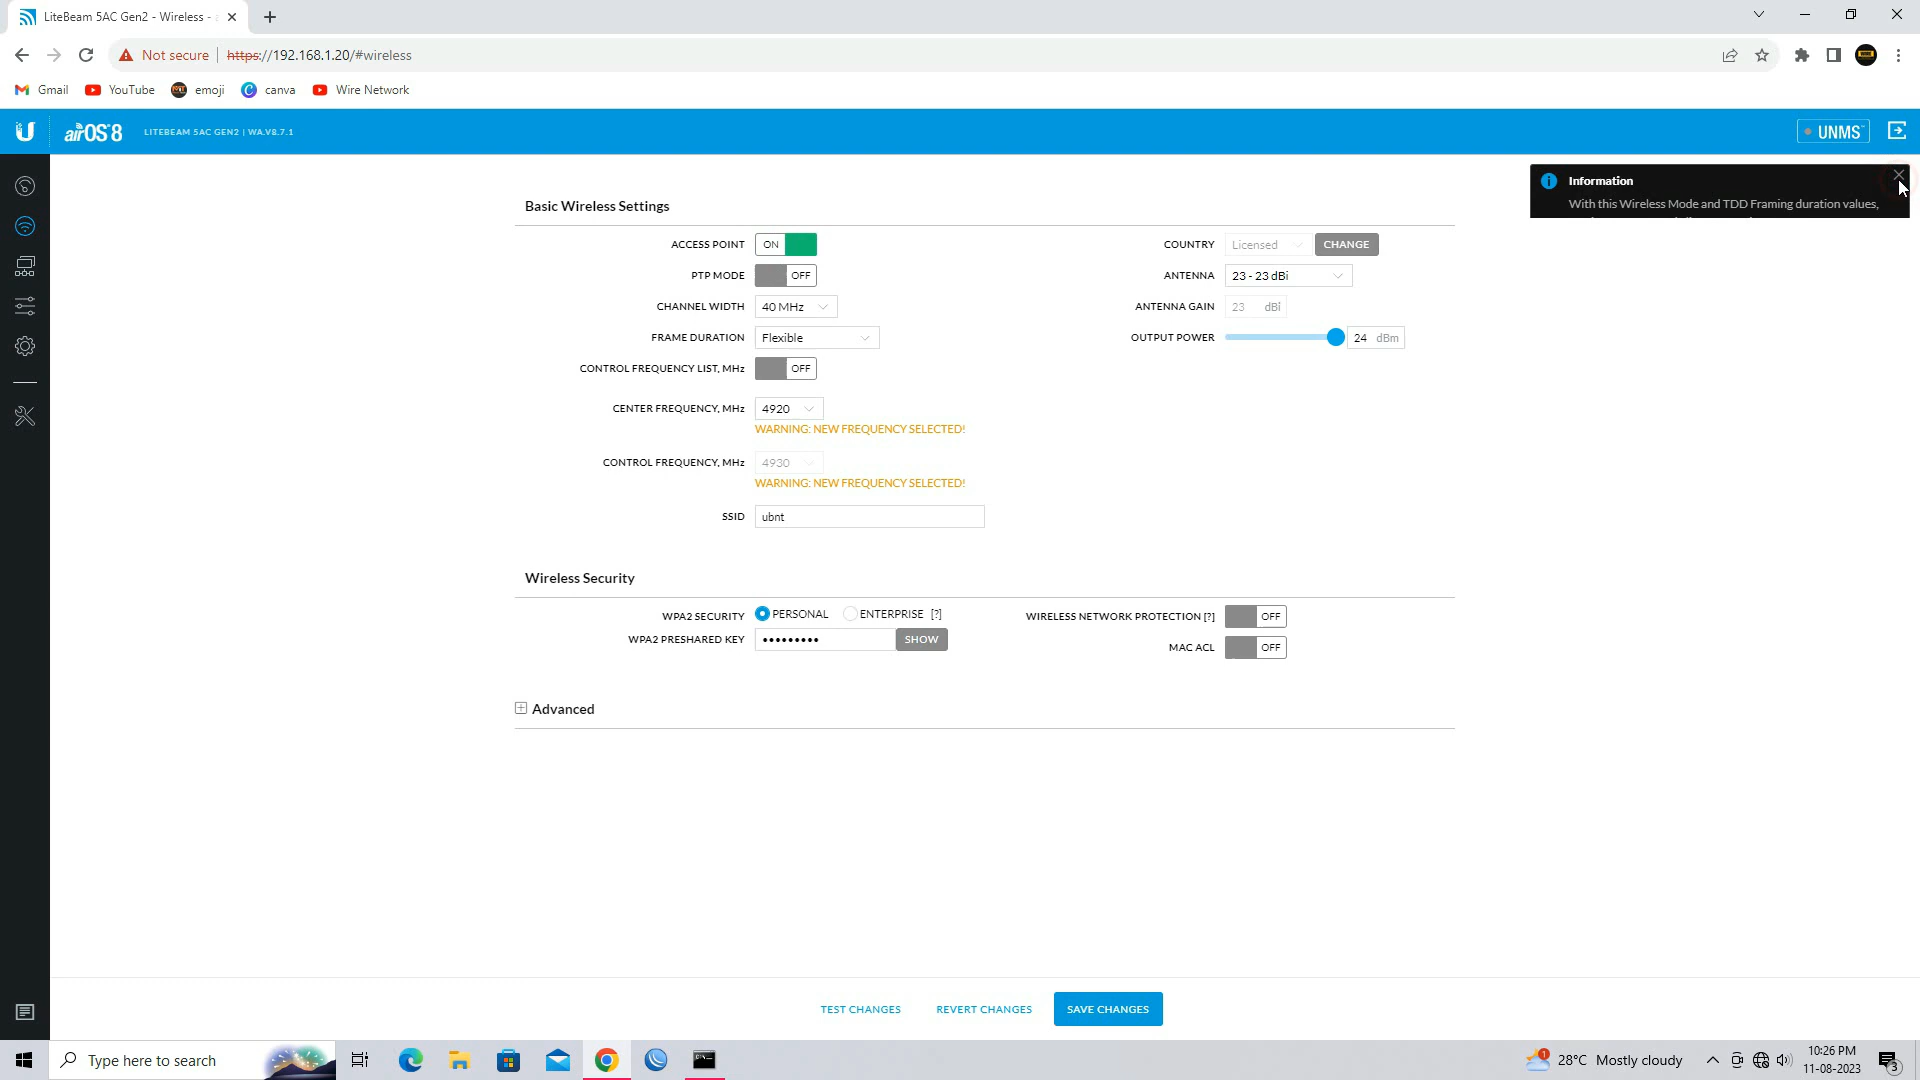 LiteBeam 5AC Gen2 - Wireless -
Not secure
https://192.168.1.20/#wireless
Gmail
YouTube
emoji
canva
Wire Network
airOS 8
LITEBEAM 5AC GEN2 | WA.V8.7.1
UNMS
Information
With this Wireless Mode and TDD Framing duration values,
Basic Wireless Settings
ACCESS POINT ON
PTP MODE OFF
CHANNEL WIDTH 40 MHz
FRAME DURATION Flexible
CONTROL FREQUENCY LIST, MHz OFF
CENTER FREQUENCY, MHz 4920
WARNING: NEW FREQUENCY SELECTED!
CONTROL FREQUENCY, MHz 4930
WARNING: NEW FREQUENCY SELECTED!
SSID ubnt
COUNTRY Licensed CHANGE
ANTENNA 23 - 23 dBi
ANTENNA GAIN 23 dBi
OUTPUT POWER 24 dBm
Wireless Security
WPA2 SECURITY PERSONAL ENTERPRISE [?]
WPA2 PRESHARED KEY ••••••••• SHOW
WIRELESS NETWORK PROTECTION [?] OFF
MAC ACL OFF
Advanced
TEST CHANGES
REVERT CHANGES
SAVE CHANGES
Type here to search
1
28°C Mostly cloudy
10:26 PM
11-08-2023
3